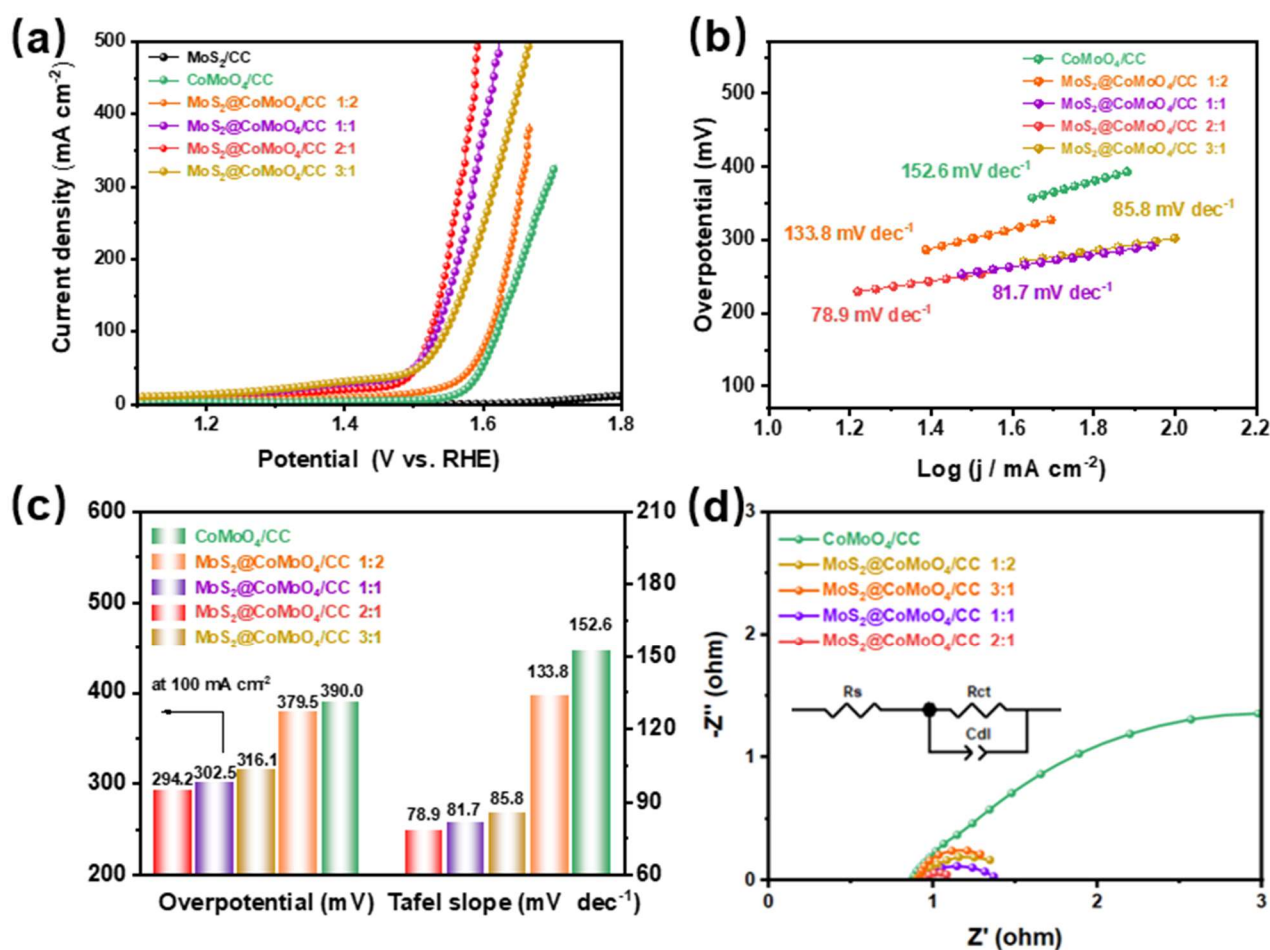 (a)
500
400
300
200
100
0
1.2
1.4
1.6
1.8
Current density (mA cm⁻²)
Potential (V vs. RHE)
MoS₂/CC
CoMoO₄/CC
MoS₂@CoMoO₄/CC 1:2
MoS₂@CoMoO₄/CC 1:1
MoS₂@CoMoO₄/CC 2:1
MoS₂@CoMoO₄/CC 3:1
(b)
500
400
300
200
100
1.0
1.2
1.4
1.6
1.8
2.0
2.2
Overpotential (mV)
Log (j / mA cm⁻²)
CoMoO₄/CC
MoS₂@CoMoO₄/CC 1:2
MoS₂@CoMoO₄/CC 1:1
MoS₂@CoMoO₄/CC 2:1
MoS₂@CoMoO₄/CC 3:1
152.6 mV dec⁻¹
85.8 mV dec⁻¹
133.8 mV dec⁻¹
81.7 mV dec⁻¹
78.9 mV dec⁻¹
(c)
600
500
400
300
200
210
180
150
120
90
60
CoMoO₄/CC
MoS₂@CoMoO₄/CC 1:2
MoS₂@CoMoO₄/CC 1:1
MoS₂@CoMoO₄/CC 2:1
MoS₂@CoMoO₄/CC 3:1
at 100 mA cm²
294.2
302.5
316.1
379.5
390.0
78.9
81.7
85.8
133.8
152.6
Overpotential (mV)
Tafel slope (mV dec⁻¹)
(d)
3
2
1
0
0
1
2
3
-Z'' (ohm)
Z' (ohm)
CoMoO₄/CC
MoS₂@CoMoO₄/CC 1:2
MoS₂@CoMoO₄/CC 3:1
MoS₂@CoMoO₄/CC 1:1
MoS₂@CoMoO₄/CC 2:1
Rs
Rct
Cdl